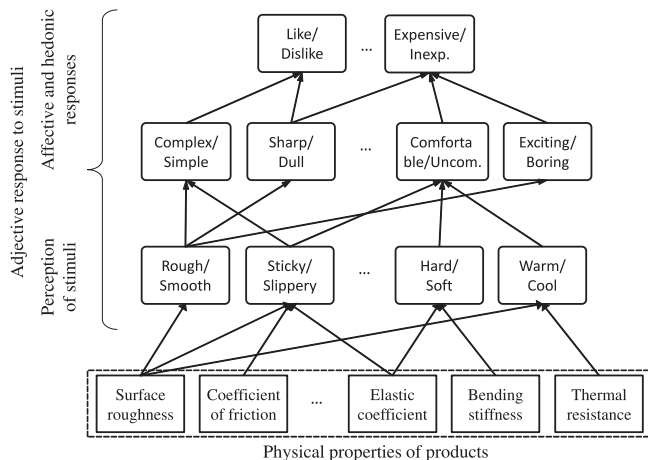 Adjective response to stimuli
Affective and hedonic
responses
Perception
of stimuli
Like/
Dislike
...
Expensive/
Inexp.
Complex/
Simple
Sharp/
Dull
...
Comforta
ble/Uncom.
Exciting/
Boring
Rough/
Smooth
Sticky/
Slippery
...
Hard/
Soft
Warm/
Cool
Surface
roughness
Coefficient
of friction
...
Elastic
coefficient
Bending
stiffness
Thermal
resistance
Physical properties of products